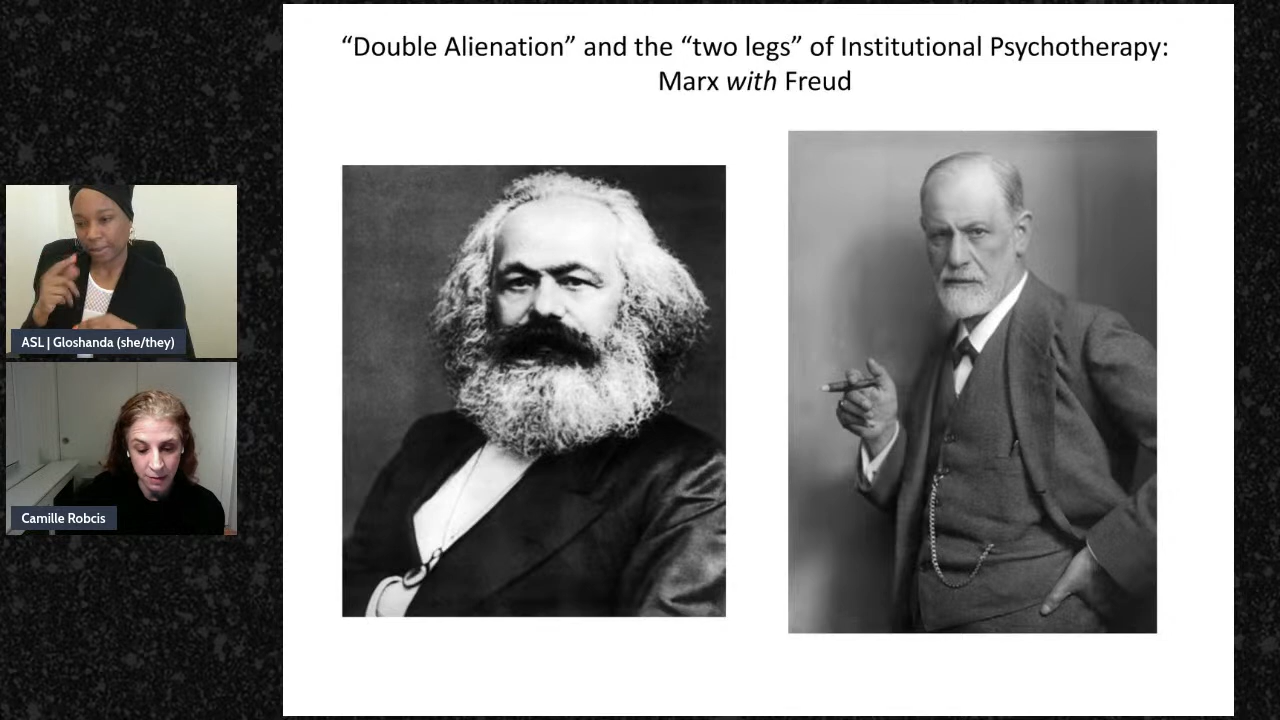 “Double Alienation” and the “two legs” of Institutional Psychotherapy:
Marx with Freud
ASL | Gloshanda (she/they)
Camille Robcis